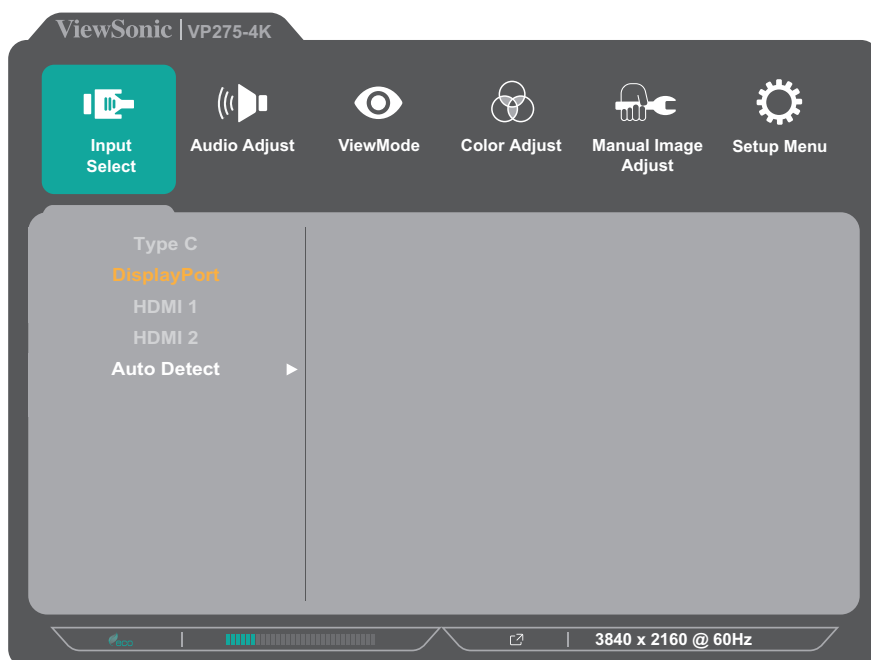 ViewSonic | VP275-4K
Input
Select
Audio Adjust
ViewMode
Color Adjust
Manual Image
Adjust
Setup Menu
Type C
DisplayPort
HDMI 1
HDMI 2
Auto Detect
eco
3840 x 2160 @ 60Hz